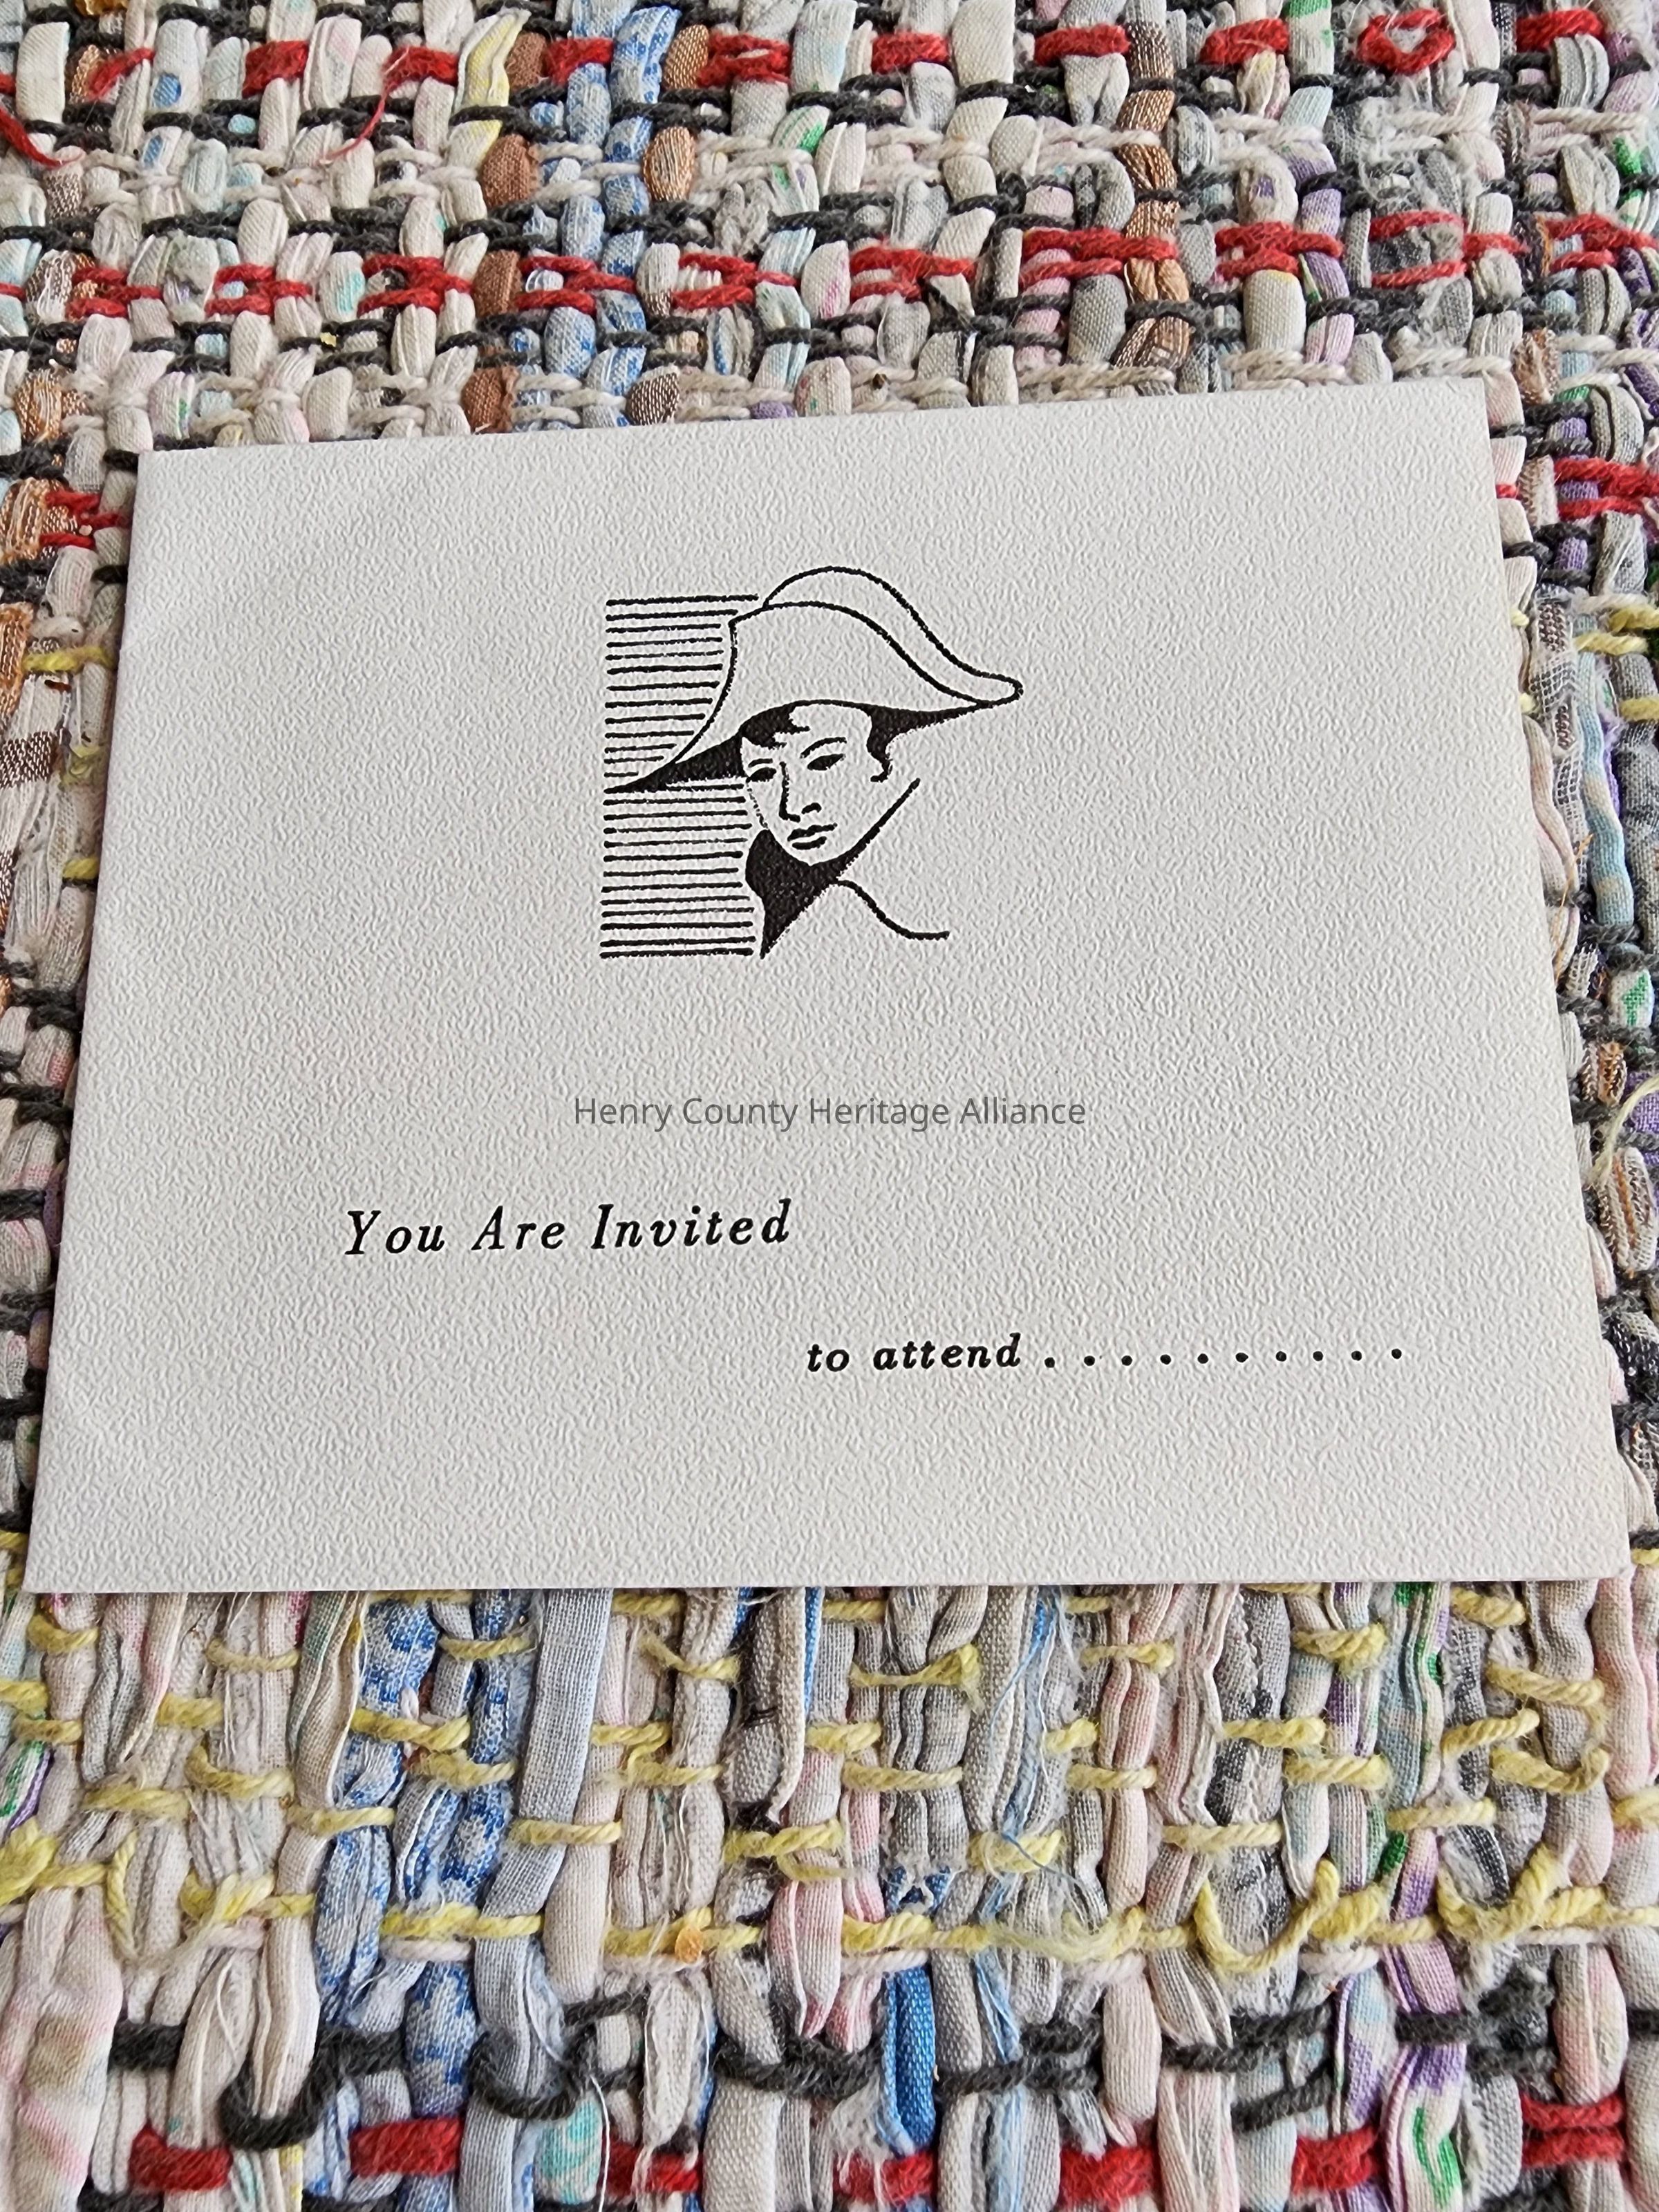 Henry County Heritage Alliance
You Are Invited
to attend . . . . . . . . . .